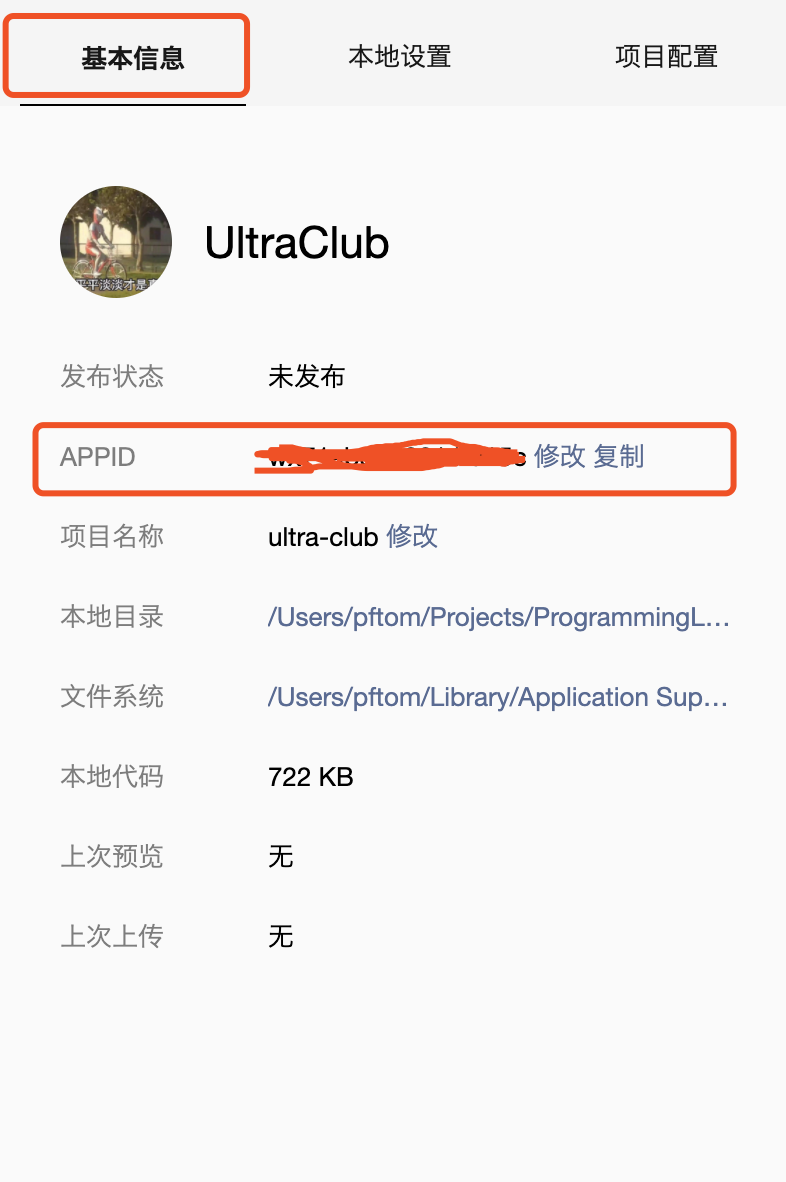 基本信息 本地设置 项目配置
UltraClub
平平淡淡才是真
发布状态 未发布
APPID 修改 复制
项目名称 ultra-club 修改
本地目录 /Users/pftom/Projects/ProgrammingL...
文件系统 /Users/pftom/Library/Application Sup...
本地代码 722 KB
上次预览 无
上次上传 无